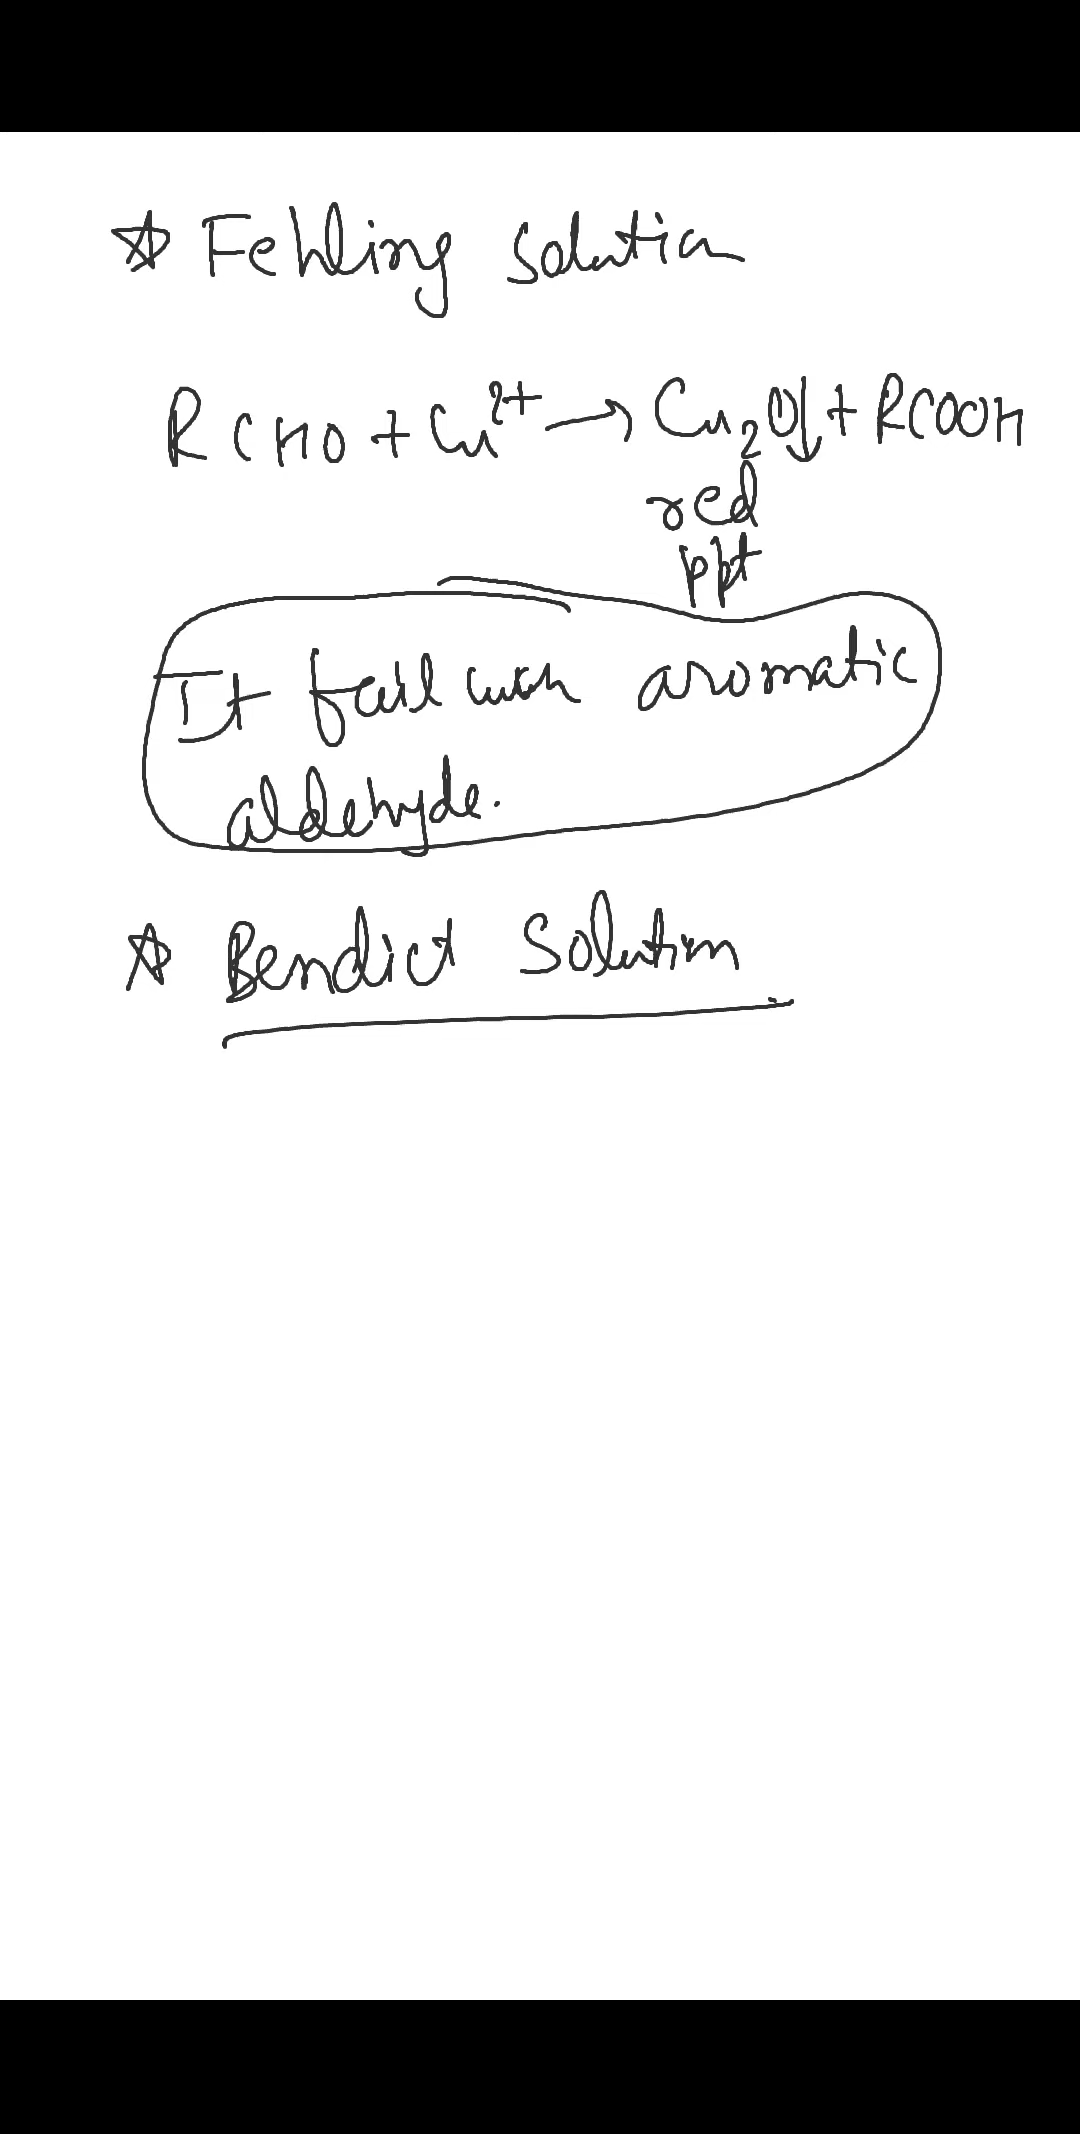 ☆ Fehling solution
RCHO + Cu²⁺ → Cu₂O↓ + RCOOH
red
ppt
It fail with aromatic
aldehyde.
☆ Bendict Solution